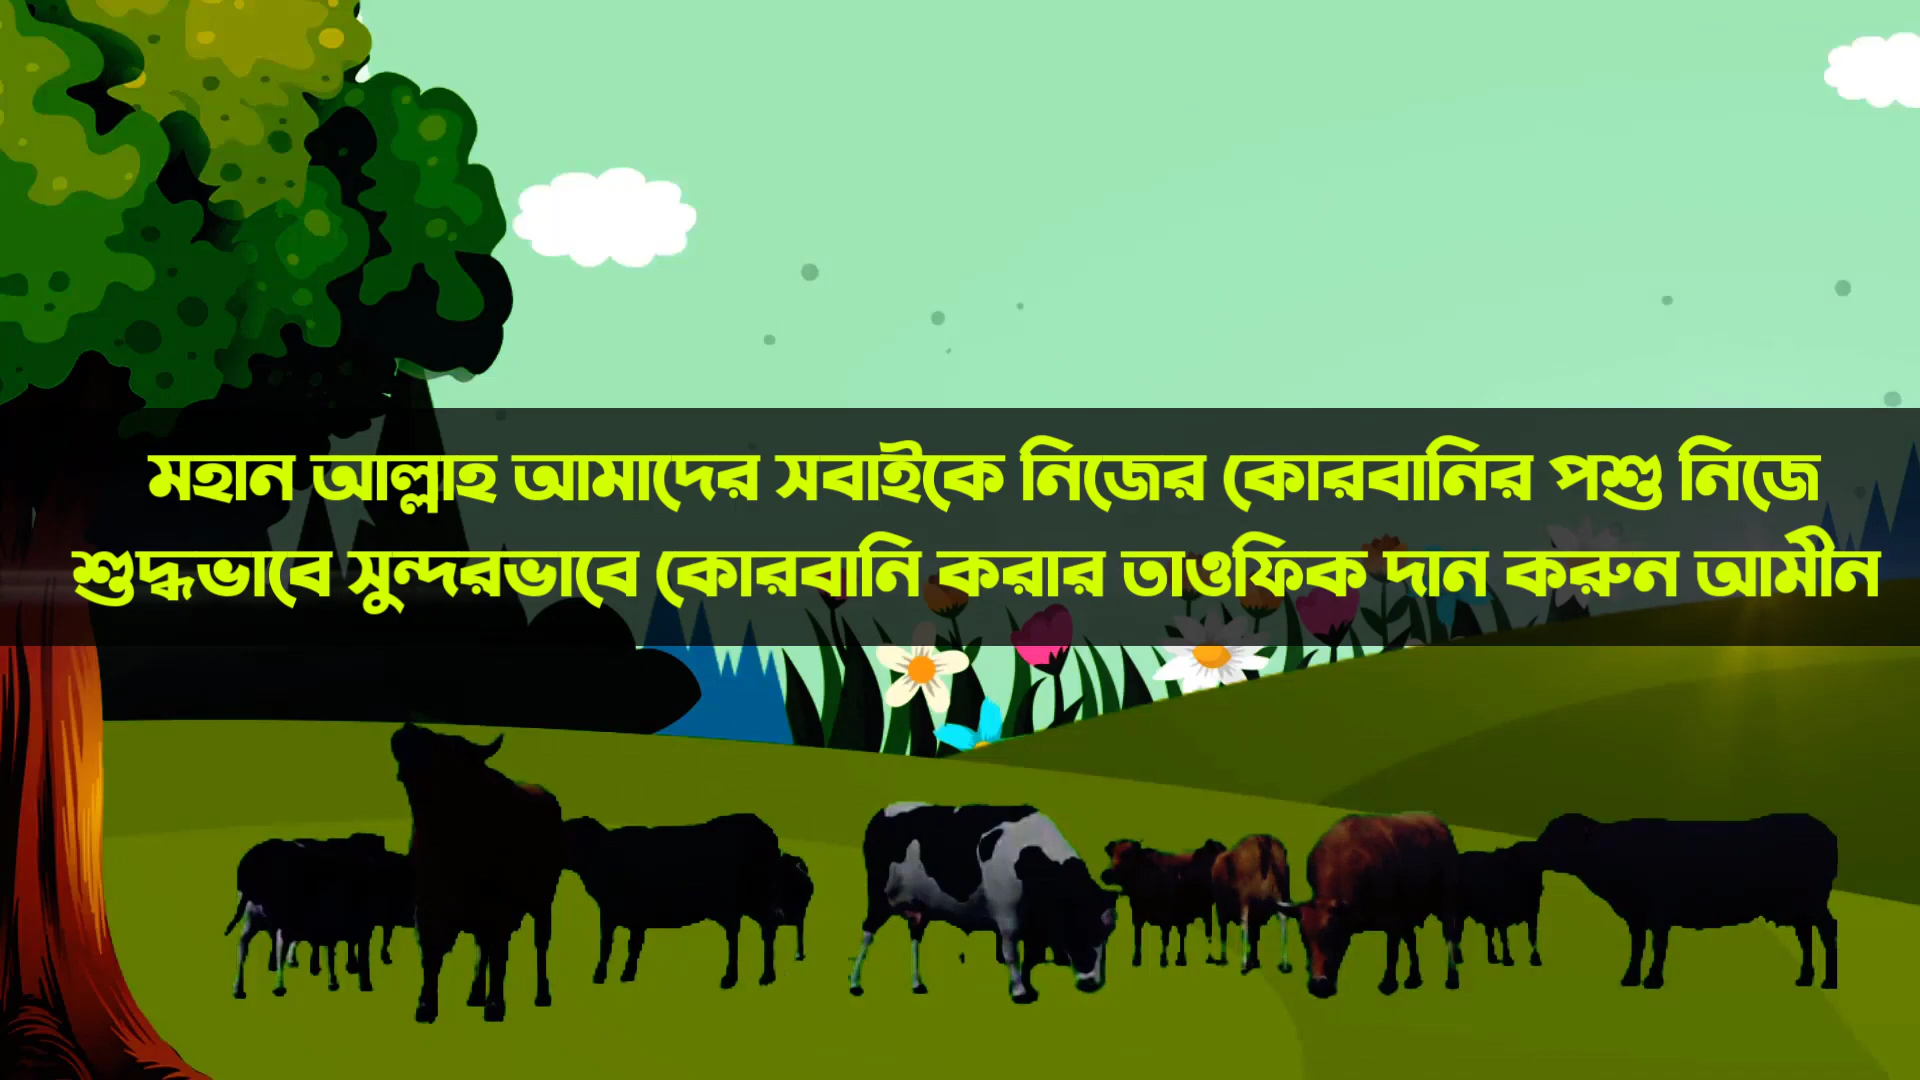 মহান আল্লাহ আমাদের সবাইকে নিজের কোরবানির পশু নিজে
শুদ্ধভাবে সুন্দরভাবে কোরবানি করার তাওফিক দান করুন আমীন